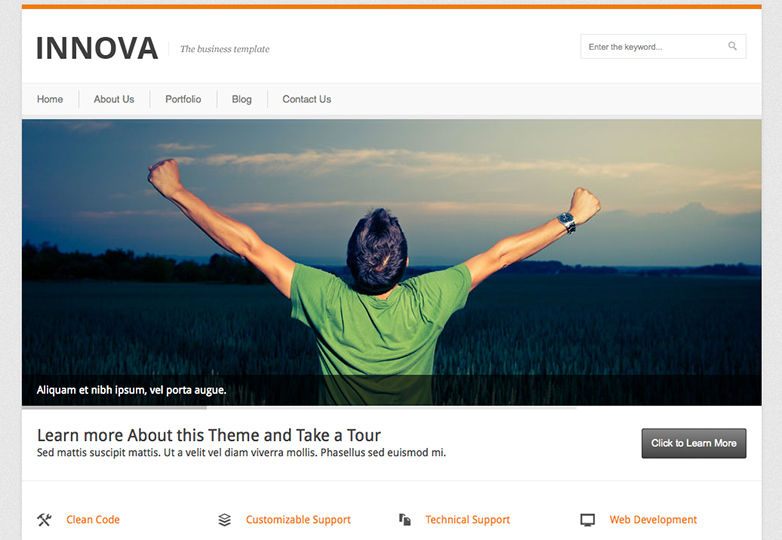 INNOVA
The business template
Enter the keyword...
Home
About Us
Portfolio
Blog
Contact Us
Aliquam et nibh ipsum, vel porta augue.
Learn more About this Theme and Take a Tour
Sed mattis suscipit mattis. Ut a velit vel diam viverra mollis. Phasellus sed euismod mi.
Click to Learn More
Clean Code
Customizable Support
Technical Support
Web Development